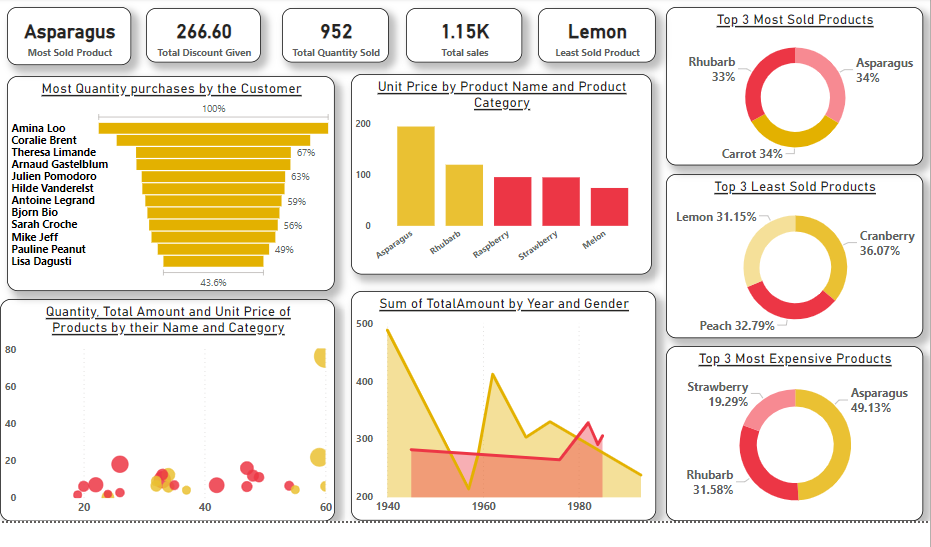 Asparagus
Most Sold Product
266.60
Total Discount Given
952
Total Quantity Sold
1.15K
Total sales
Lemon
Least Sold Product
Most Quantity purchases by the Customer
100%
Amina Loo
Coralie Brent
Theresa Limande
67%
Arnaud Gastelblum
Julien Pomodoro
63%
Hilde Vanderelst
Antoine Legrand
59%
Bjorn Bio
Sarah Croche
56%
Mike Jeff
Pauline Peanut
49%
Lisa Dagusti
43.6%
Unit Price by Product Name and Product
Category
200
100
0
Asparagus
Rhubarb
Raspberry
Strawberry
Melon
Top 3 Most Sold Products
Rhubarb
33%
Asparagus
34%
Carrot 34%
Top 3 Least Sold Products
Lemon 31.15%
Cranberry
36.07%
Peach 32.79%
Quantity, Total Amount and Unit Price of
Products by their Name and Category
80
60
40
20
0
20
40
60
Sum of TotalAmount by Year and Gender
500
400
300
200
1940
1960
1980
Top 3 Most Expensive Products
Strawberry
19.29%
Asparagus
49.13%
Rhubarb
31.58%